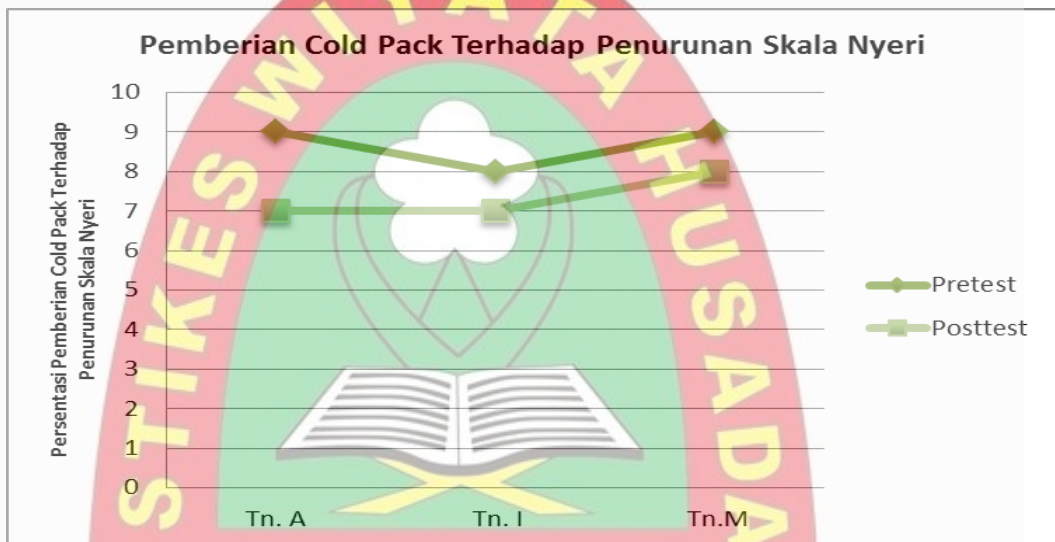 Pemberian Cold Pack Terhadap Penurunan Skala Nyeri
Persentasi Pemberian Cold Pack Terhadap
Penurunan Skala Nyeri
10
9
8
7
6
5
4
3
2
1
0
Tn. A
Tn. I
Tn.M
Pretest
Posttest
STIKES WIYATA HUSADA